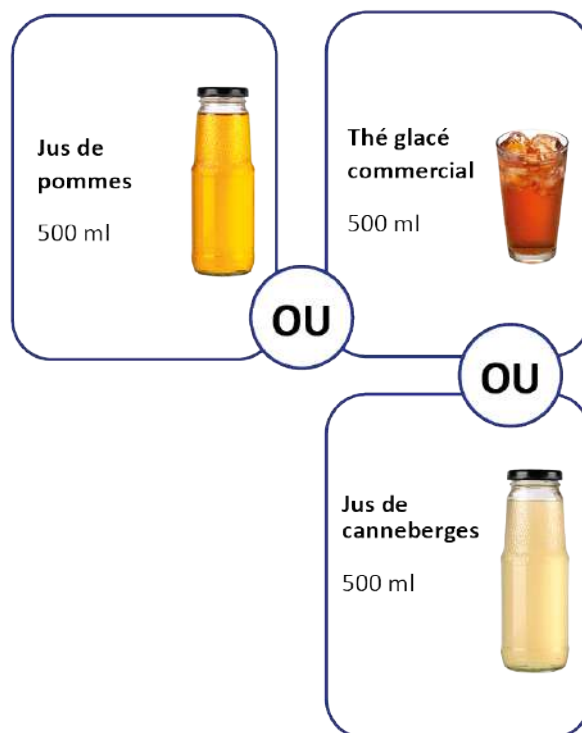 Jus de
pommes
500 ml
OU
Thé glacé
commercial
500 ml
OU
Jus de
canneberges
500 ml